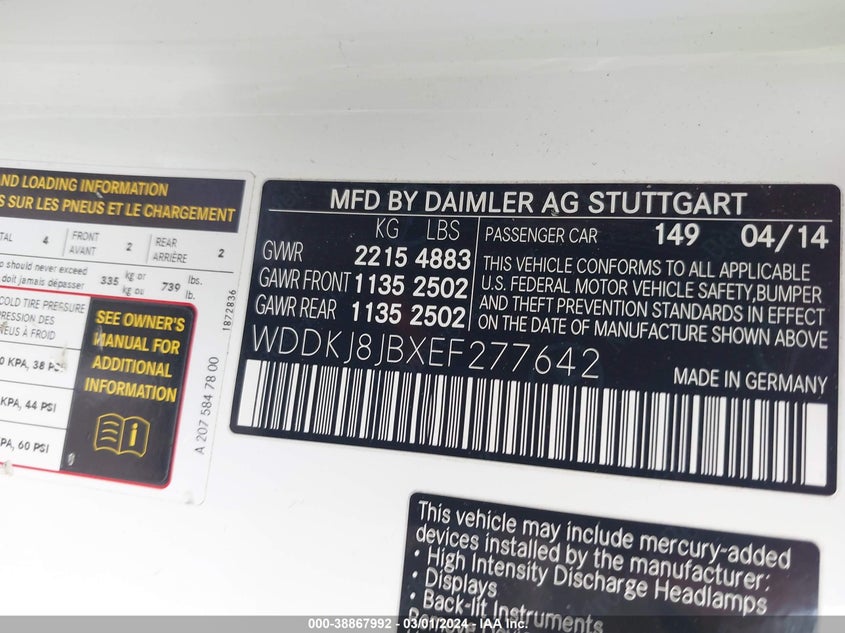 ND LOADING INFORMATION
S SUR LES PNEUS ET LE CHARGEMENT
TAL 4 FRONT AVANT 2 REAR ARRIÈRE 2
o should never exceed
doit jamais dépasser 335 kg or kg ou 739 lbs. lb.
COLD TIRE PRESSURE
PRESSION DES
NEUS À FROID
0 KPA, 38 PSI
KPA, 44 PSI
PA, 60 PSI
SEE OWNER'S
MANUAL FOR
ADDITIONAL
INFORMATION
1872836
A 207 584 78 00
MFD BY DAIMLER AG STUTTGART
KG LBS
GVWR 2215 4883
GAWR FRONT 1135 2502
GAWR REAR 1135 2502
PASSENGER CAR 149 04/14
THIS VEHICLE CONFORMS TO ALL APPLICABLE
U.S. FEDERAL MOTOR VEHICLE SAFETY,BUMPER
AND THEFT PREVENTION STANDARDS IN EFFECT
ON THE DATE OF MANUFACTURE SHOWN ABOVE
WDDKJ8JBXEF277642
MADE IN GERMANY
This vehicle may include mercury-added
devices installed by the manufacturer:
• High Intensity Discharge Headlamps
• Displays
• Back-lit Instruments
000-38867992 - 03/01/2024 - IAA Inc.